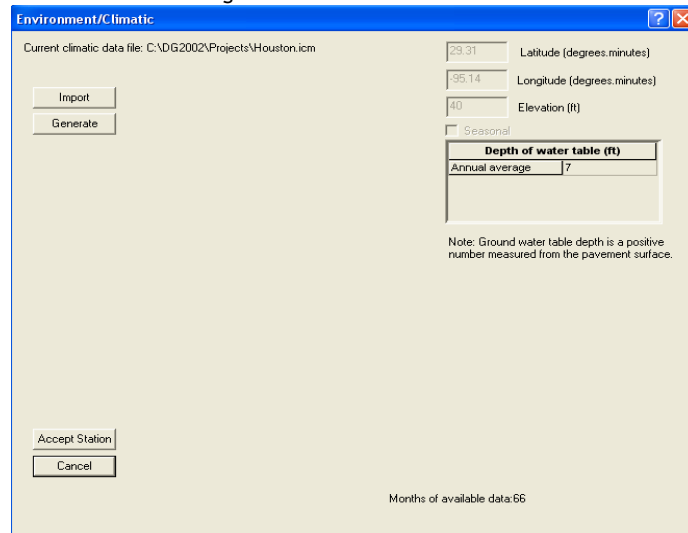 Environment/Climatic
Current climatic data file: C:\DG2002\Projects\Houston.icm
29.31 Latitude (degrees.minutes)
-95.14 Longitude (degrees.minutes)
Import
40 Elevation (ft)
Generate
Seasonal
Depth of water table (ft)
Annual average 7
Note: Ground water table depth is a positive
number measured from the pavement surface.
Accept Station
Cancel
Months of available data:66